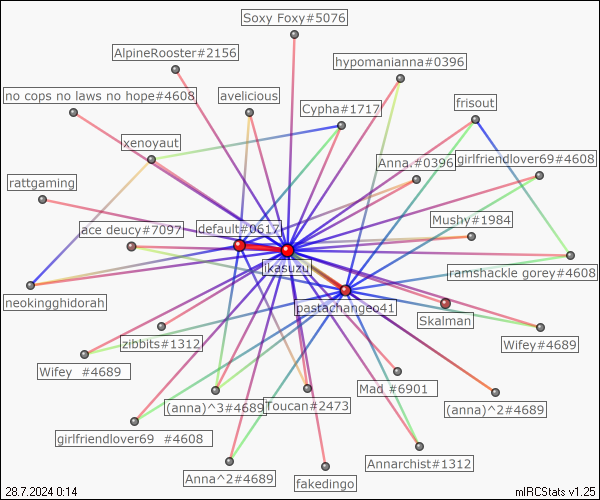 Soxy Foxy#5076
AlpineRooster#2156
hypomanianna#0396
no cops no laws no hope#4608
avelicious
Cypha#1717
frisout
xenoyaut
Anna.#0396
girlfriendlover69#4608
rattgaming
ace deucy#7097
default#0617
Mushy#1984
ikasuzu
ramshackle gorey#4608
neokingghidorah
pastachangeo41
Skalman
zibbits#1312
Wifey#4689
Wifey  #4689
Mad #6901
(anna)^3#4689
Toucan#2473
(anna)^2#4689
girlfriendlover69  #4608
Annarchist#1312
Anna^2#4689
fakedingo
28.7.2024 0:14
mIRCStats v1.25